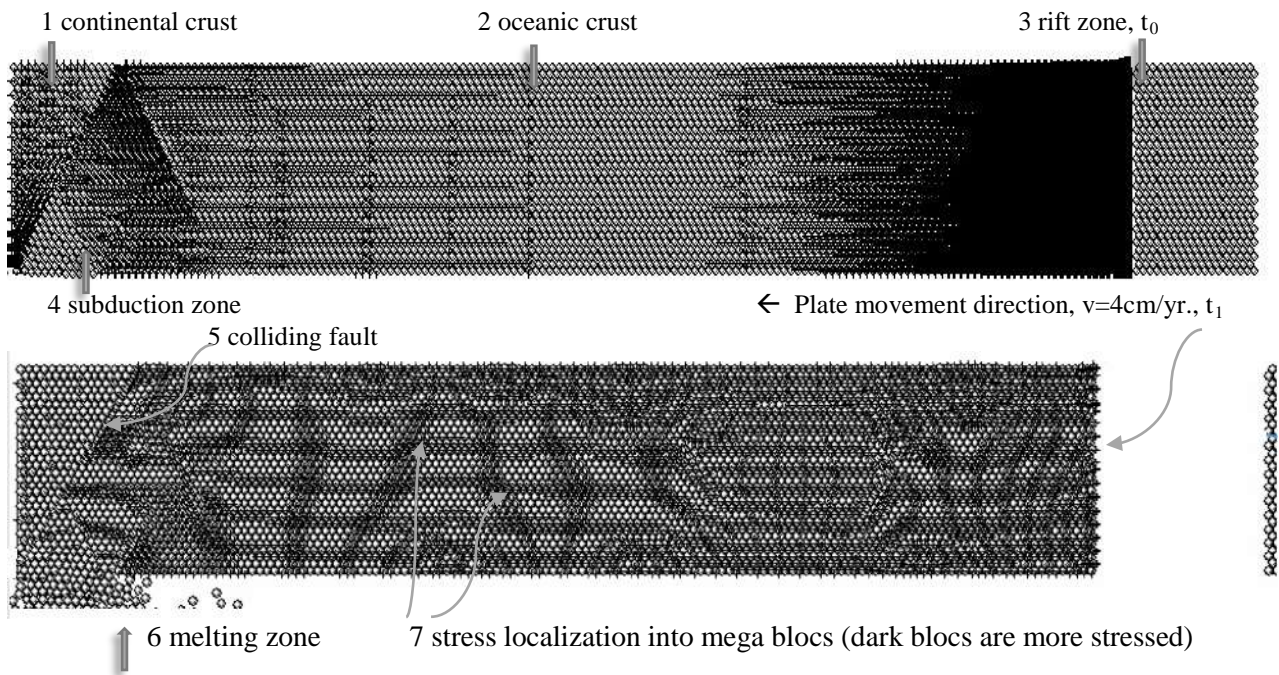 1 continental crust
2 oceanic crust
3 rift zone, t₀
4 subduction zone
← Plate movement direction, v=4cm/yr., t₁
5 colliding fault
6 melting zone
7 stress localization into mega blocs (dark blocs are more stressed)